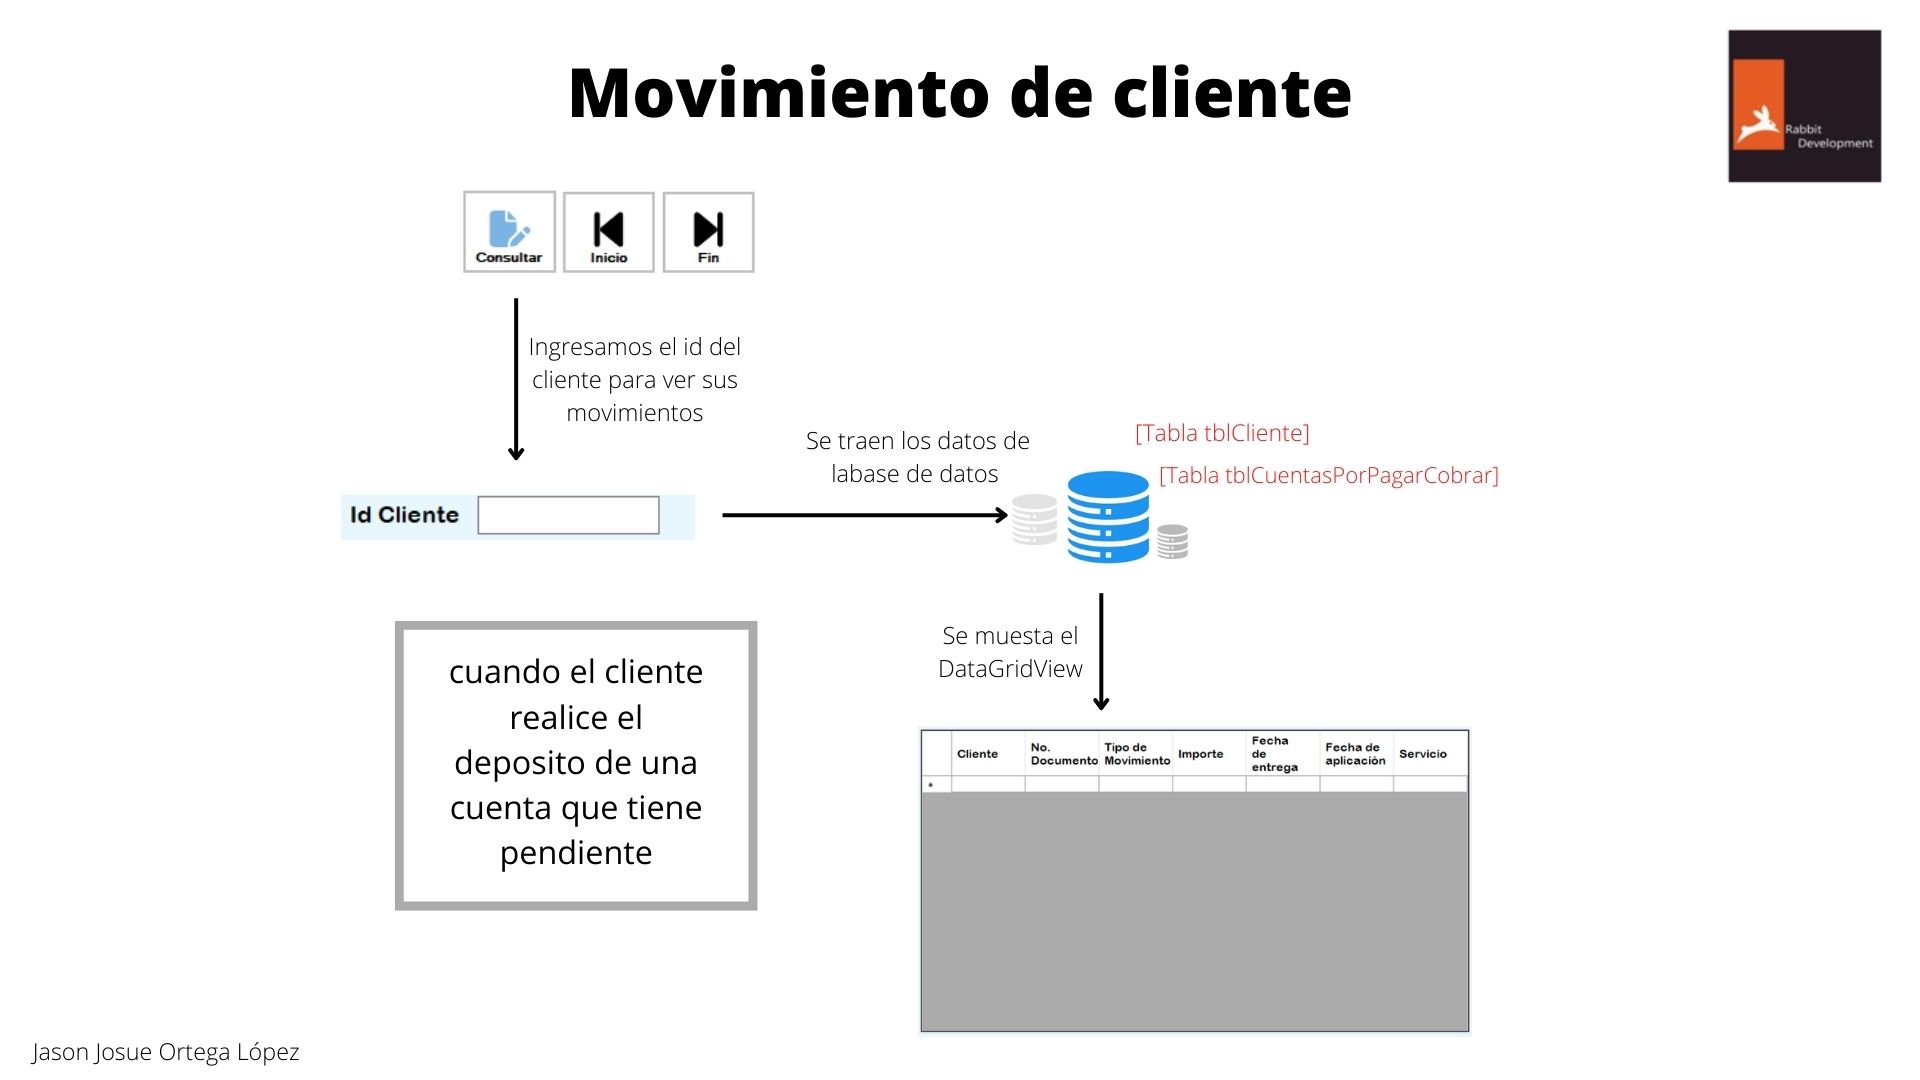 Movimiento de cliente
Rabbit
Development
Consultar
Inicio
Fin
Ingresamos el id del
cliente para ver sus
movimientos
Se traen los datos de
labase de datos
[Tabla tblCliente]
[Tabla tblCuentasPorPagarCobrar]
Id Cliente
cuando el cliente
realice el
deposito de una
cuenta que tiene
pendiente
Se muesta el
DataGridView
Cliente
No.
Documento
Tipo de
Movimiento
Importe
Fecha
de
entrega
Fecha de
aplicación
Servicio
Jason Josue Ortega López